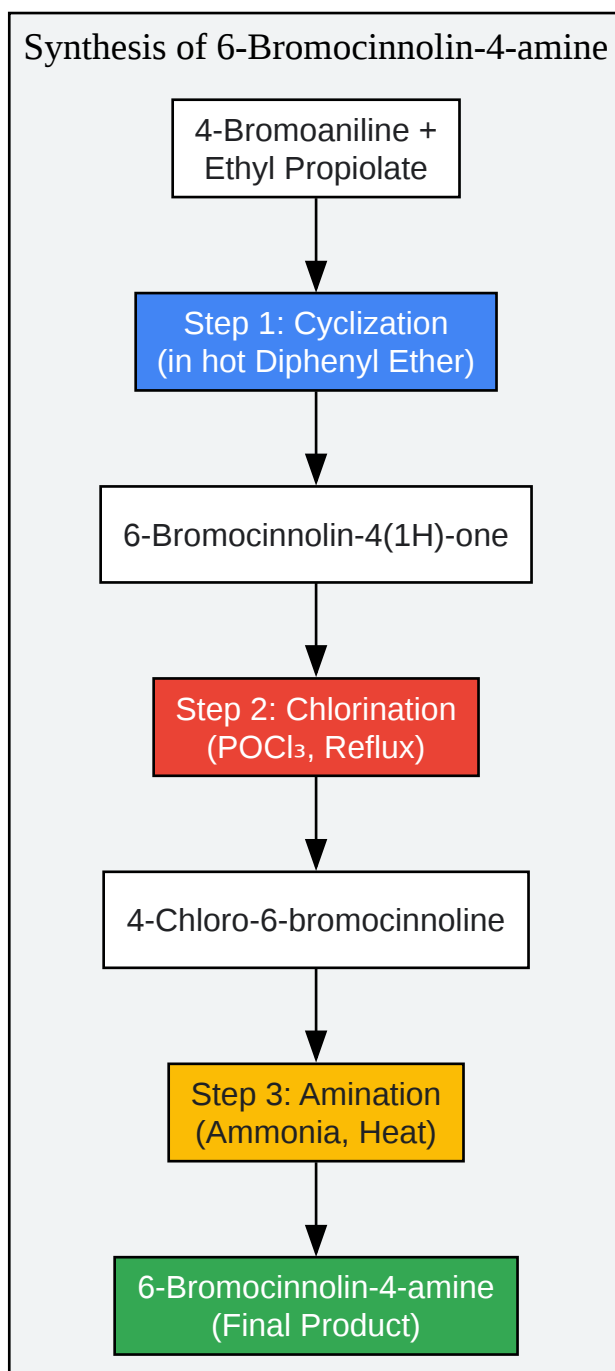 Synthesis of 6-Bromocinnolin-4-amine
4-Bromoaniline +
Ethyl Propiolate
Step 1: Cyclization
(in hot Diphenyl Ether)
6-Bromocinnolin-4(1H)-one
Step 2: Chlorination
(POCl₃, Reflux)
4-Chloro-6-bromocinnoline
Step 3: Amination
(Ammonia, Heat)
6-Bromocinnolin-4-amine
(Final Product)